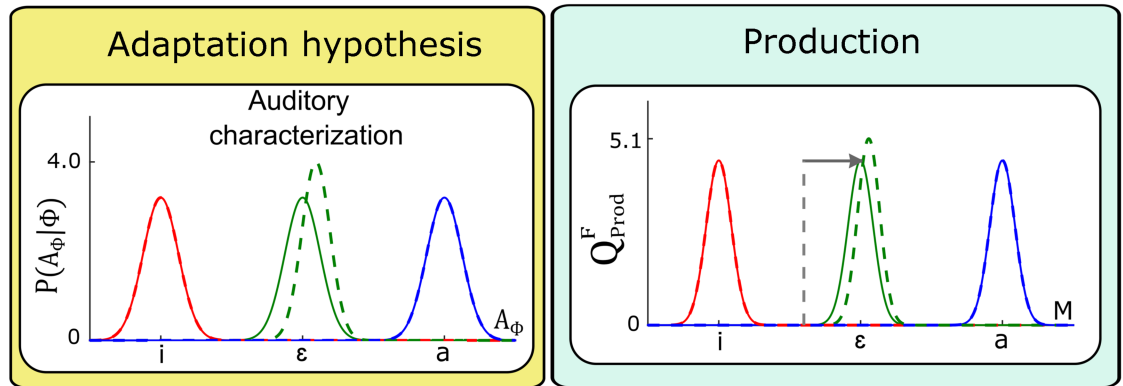 Adaptation hypothesis
Auditory
characterization
P(A_Φ|Φ)
4.0
0
i
ε
a
A_Φ
Production
Q^F_Prod
5.1
0
i
ε
a
M